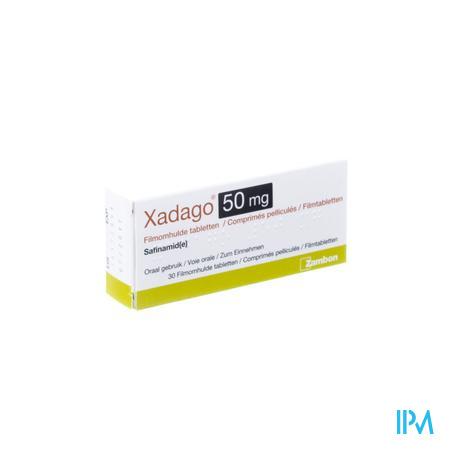 Xadago® 50 mg
Filmomhulde tabletten / Comprimés pelliculés / Filmtabletten
Safinamid(e)
Oraal gebruik / Voie orale / Zum Einnehmen
30 Filmomhulde tabletten / Comprimés pelliculés / Filmtabletten
Zambon
EXP
IPM